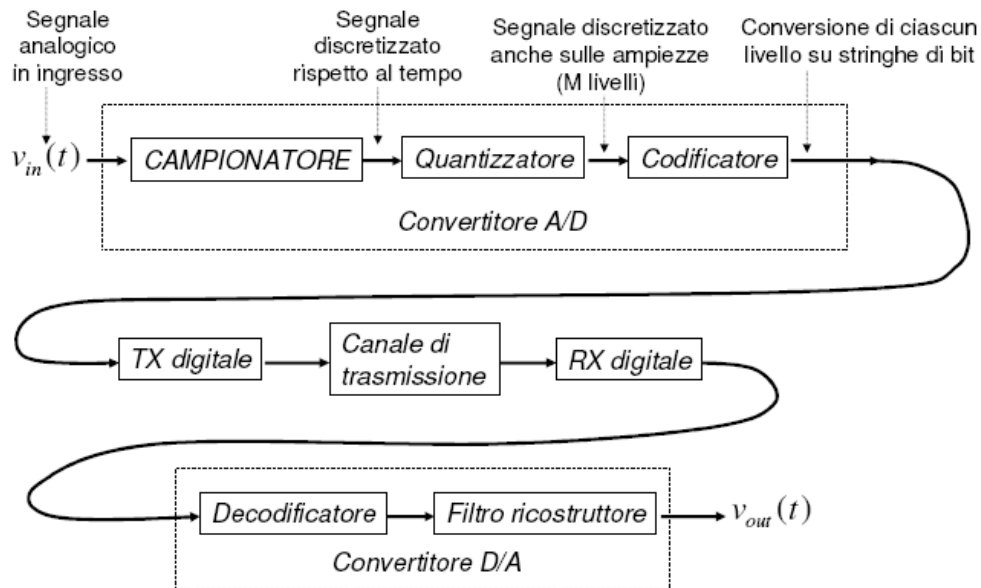 Segnale
analogico
in ingresso
Segnale
discretizzato
rispetto al tempo
Segnale discretizzato
anche sulle ampiezze
(M livelli)
Conversione di ciascun
livello su stringhe di bit
v_in(t)
CAMPIONATORE
Quantizzatore
Codificatore
Convertitore A/D
TX digitale
Canale di
trasmissione
RX digitale
Decodificatore
Filtro ricostruttore
v_out(t)
Convertitore D/A